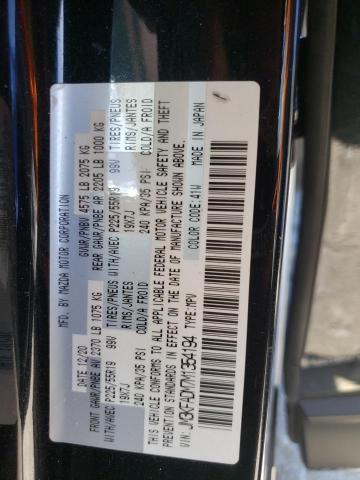 MFD. BY MAZDA MOTOR CORPORATION
DATE: 12/20 GVWR/PNBV 4575 LB 2075 KG
FRONT GAWR/PNBE AV 2370 LB 1075 KG REAR GAWR/PNBE AR 2205 LB 1000 KG
WITH/AVEC P225/55R19 99V TIRES/PNEUS WITH/AVEC P225/55R19 99V TIRES/PNEUS
19X7J RIMS/JANTES 19X7J RIMS/JANTES
240 KPA/35 PSI COLD/A FROID 240 KPA/35 PSI COLD/A FROID
THIS VEHICLE CONFORMS TO ALL APPLICABLE FEDERAL MOTOR VEHICLE SAFETY AND THEFT
PREVENTION STANDARDS IN EFFECT ON THE DATE OF MANUFACTURE SHOWN ABOVE.
VIN: JM3KFADM7M1354194 TYPE:MPV COLOR CODE:41W MADE IN JAPAN